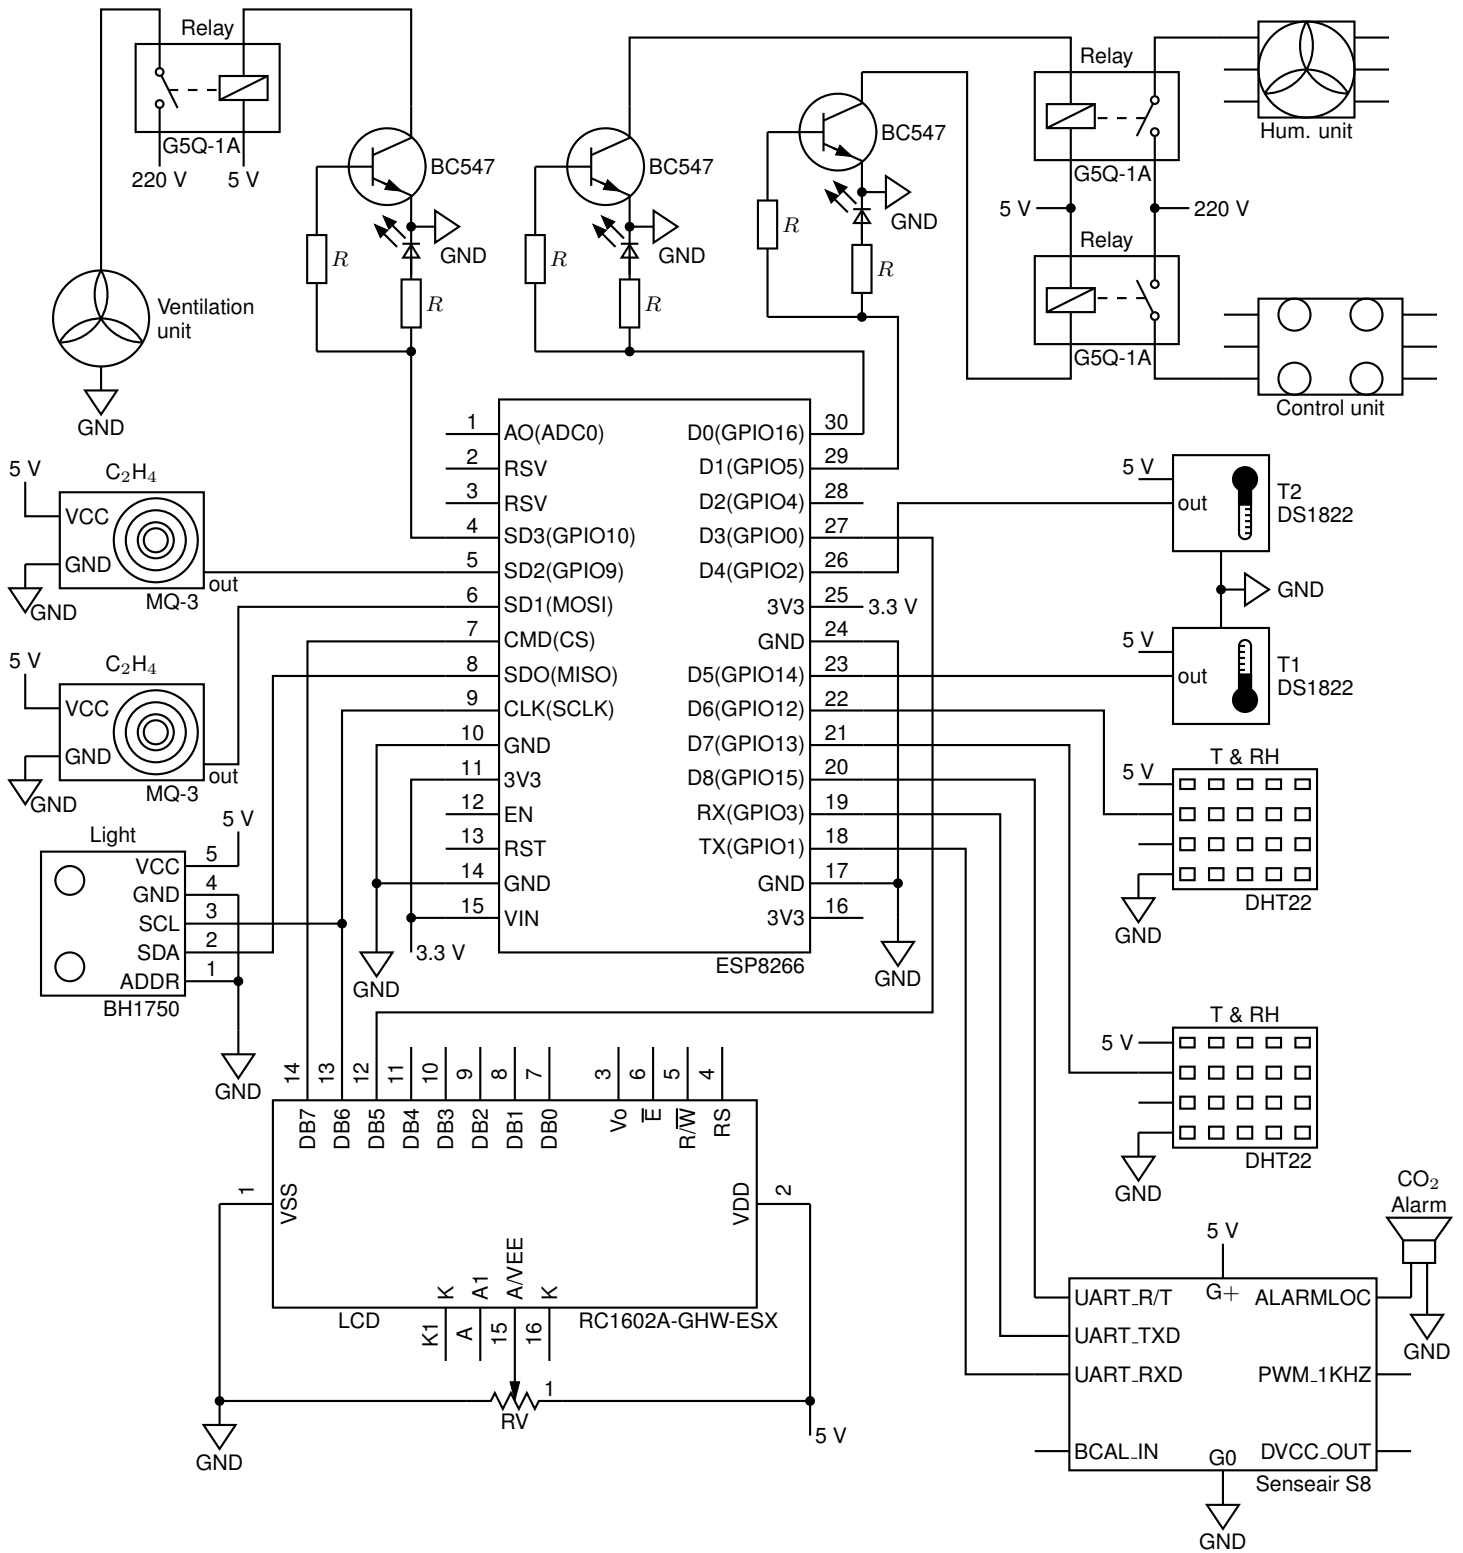 Relay
G5Q-1A
220 V
5 V
BC547
GND
R
R
BC547
GND
R
R
BC547
GND
R
R
Relay
G5Q-1A
5 V
220 V
Relay
G5Q-1A
Hum. unit
Control unit
Ventilation
unit
GND
5 V
C₂H₄
VCC
GND
GND
out
MQ-3
5 V
C₂H₄
VCC
GND
GND
out
MQ-3
Light
5 V
VCC 5
GND 4
SCL 3
SDA 2
ADDR 1
BH1750
GND
1 AO(ADC0)
2 RSV
3 RSV
4 SD3(GPIO10)
5 SD2(GPIO9)
6 SD1(MOSI)
7 CMD(CS)
8 SDO(MISO)
9 CLK(SCLK)
10 GND
11 3V3
12 EN
13 RST
14 GND
15 VIN
GND
3.3 V
D0(GPIO16) 30
D1(GPIO5) 29
D2(GPIO4) 28
D3(GPIO0) 27
D4(GPIO2) 26
3V3 25 3.3 V
GND 24
D5(GPIO14) 23
D6(GPIO12) 22
D7(GPIO13) 21
D8(GPIO15) 20
RX(GPIO3) 19
TX(GPIO1) 18
GND 17
3V3 16
ESP8266
GND
5 V
out
T2
DS1822
GND
5 V
out
T1
DS1822
T & RH
5 V
GND
DHT22
T & RH
5 V
GND
DHT22
14 13 12 11 10 9 8 7 3 6 5 4
DB7 DB6 DB5 DB4 DB3 DB2 DB1 DB0 Vo E̅ R/W̅ RS
1 VSS
VDD 2
K A1 A/VEE K
LCD
RC1602A-GHW-ESX
K1 A 15 16
1
RV
GND
5 V
CO₂
Alarm
5 V
G+
UART_R/T
ALARMLOC
UART_TXD
UART_RXD
PWM_1KHZ
GND
BCAL_IN
G0
DVCC_OUT
Senseair S8
GND